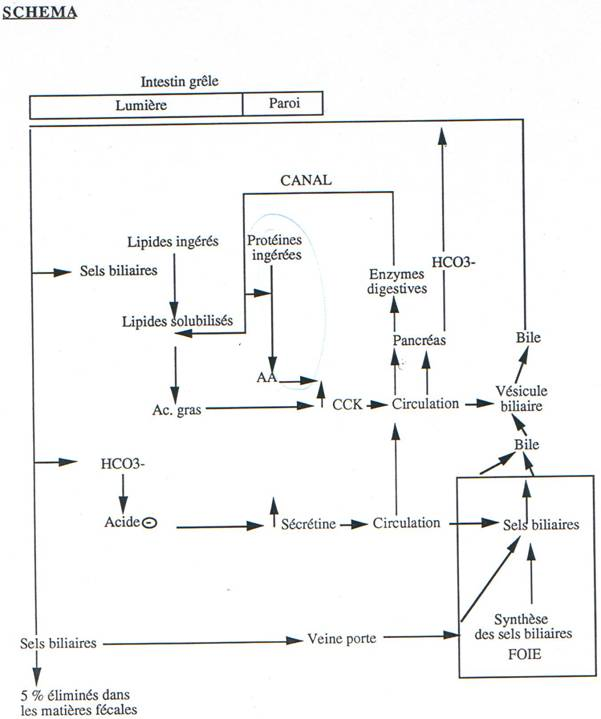 SCHEMA
Intestin grêle
Lumière
Paroi
CANAL
Lipides ingérés
Protéines
ingérées
Sels biliaires
HCO3-
Enzymes
digestives
Lipides solubilisés
Pancréas
Bile
AA
Ac. gras
CCK
Circulation
Vésicule
biliaire
Bile
HCO3-
Acide -
Sécrétine
Circulation
Sels biliaires
Synthèse
des sels biliaires
FOIE
Sels biliaires
Veine porte
5 % éliminés dans
les matières fécales